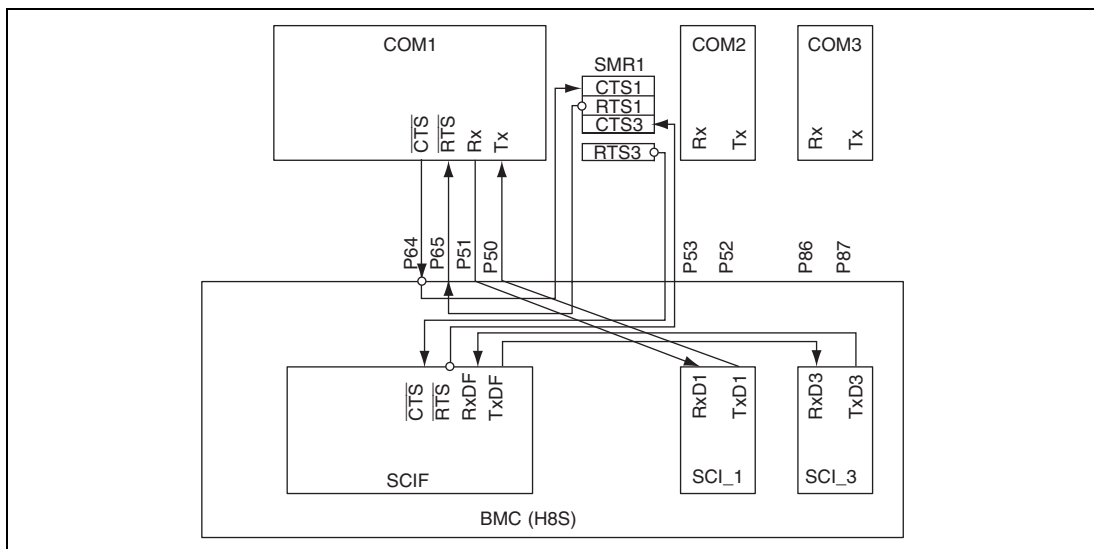 COM1
COM2
COM3
SMR1
CTS1
RTS1
CTS3
RTS3
CTS
RTS
Rx
Tx
Rx
Tx
Rx
Tx
P64
P65
P51
P50
P53
P52
P86
P87
CTS
RTS
RxDF
TxDF
RxD1
TxD1
RxD3
TxD3
SCIF
SCI_1
SCI_3
BMC (H8S)